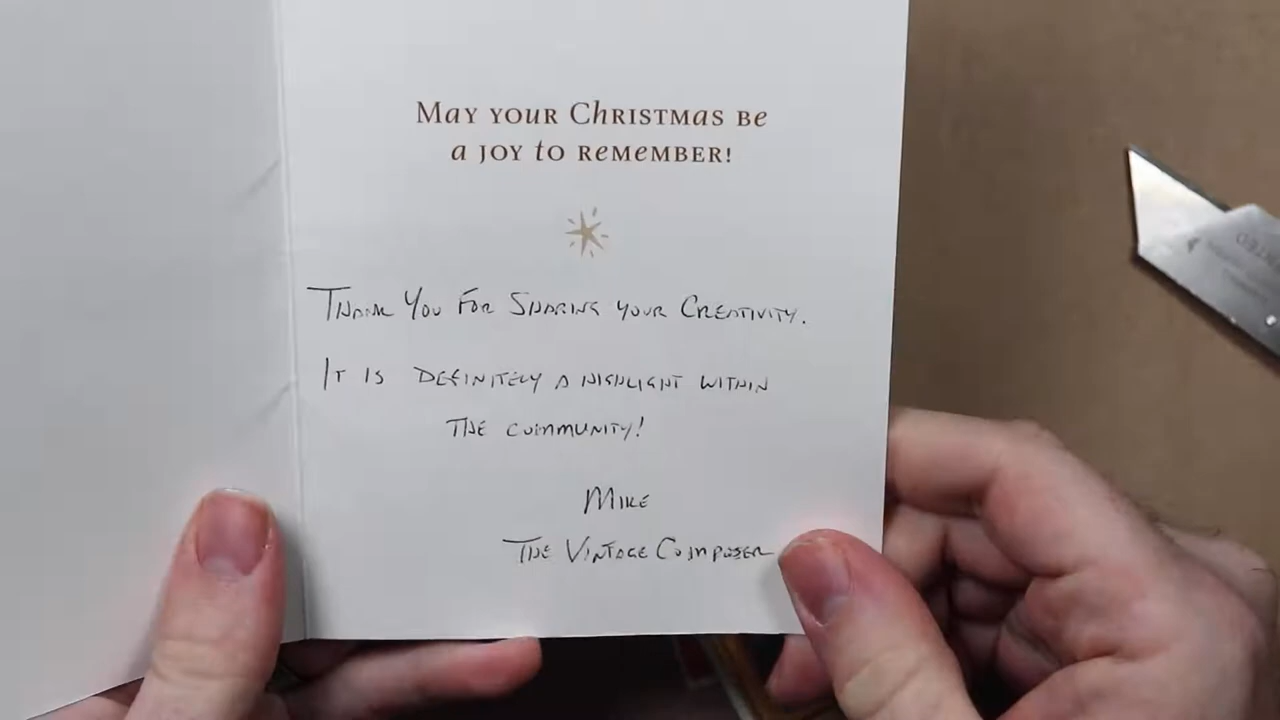 May your Christmas be
a joy to remember!
Thank You For Sharing your Creativity.
It is definitely a highlight within
the community!
Mike
The Vintage Composer